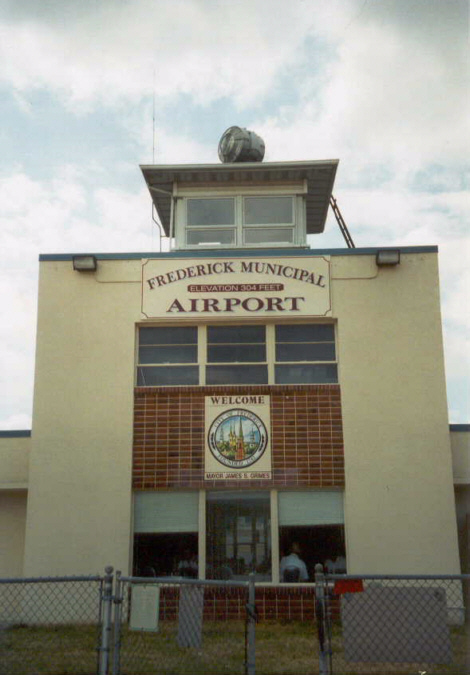 FREDERICK MUNICIPAL
ELEVATION 304 FEET
AIRPORT
WELCOME
MAYOR JAMES S. GRIMES